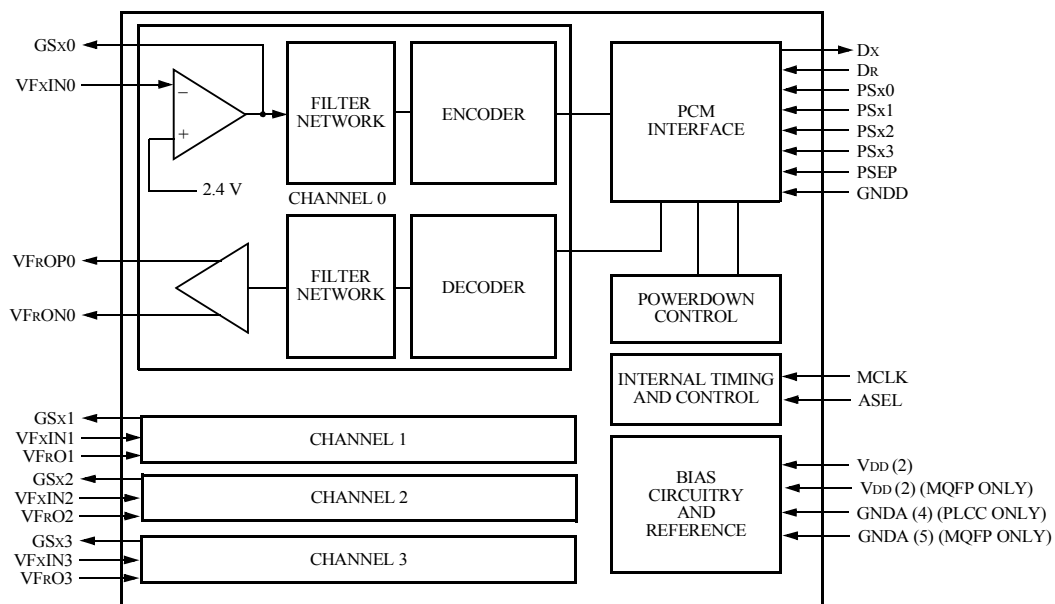 GSx0
VFxIN0
−
+
2.4 V
FILTER
NETWORK
ENCODER
CHANNEL 0
VFROP0
VFRON0
FILTER
NETWORK
DECODER
PCM
INTERFACE
DX
DR
PSx0
PSx1
PSx2
PSx3
PSEP
GNDD
POWERDOWN
CONTROL
INTERNAL TIMING
AND CONTROL
MCLK
ASEL
GSx1
VFxIN1
VFRO1
CHANNEL 1
GSx2
VFxIN2
VFRO2
CHANNEL 2
GSx3
VFxIN3
VFRO3
CHANNEL 3
BIAS
CIRCUITRY
AND
REFERENCE
VDD (2)
VDD (2) (MQFP ONLY)
GNDA (4) (PLCC ONLY)
GNDA (5) (MQFP ONLY)